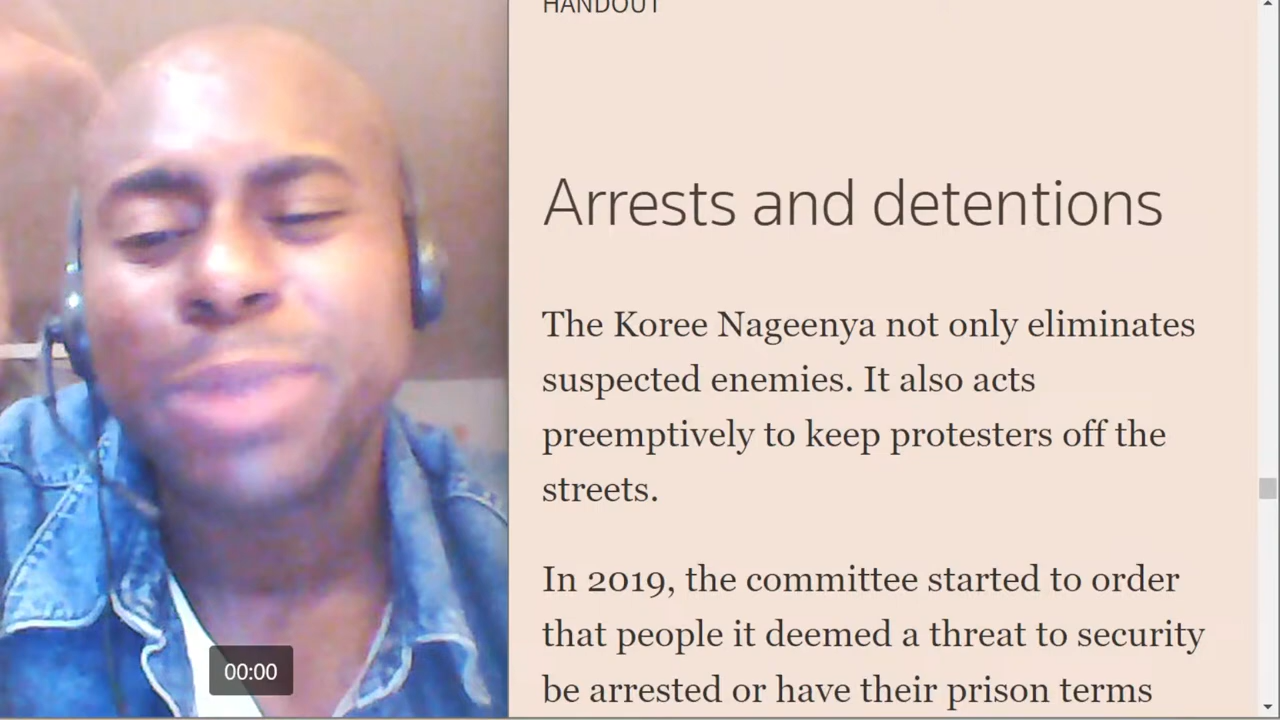 HANDOUT
Arrests and detentions
The Koree Nageenya not only eliminates
suspected enemies. It also acts
preemptively to keep protesters off the
streets.
In 2019, the committee started to order
that people it deemed a threat to security
be arrested or have their prison terms
00:00